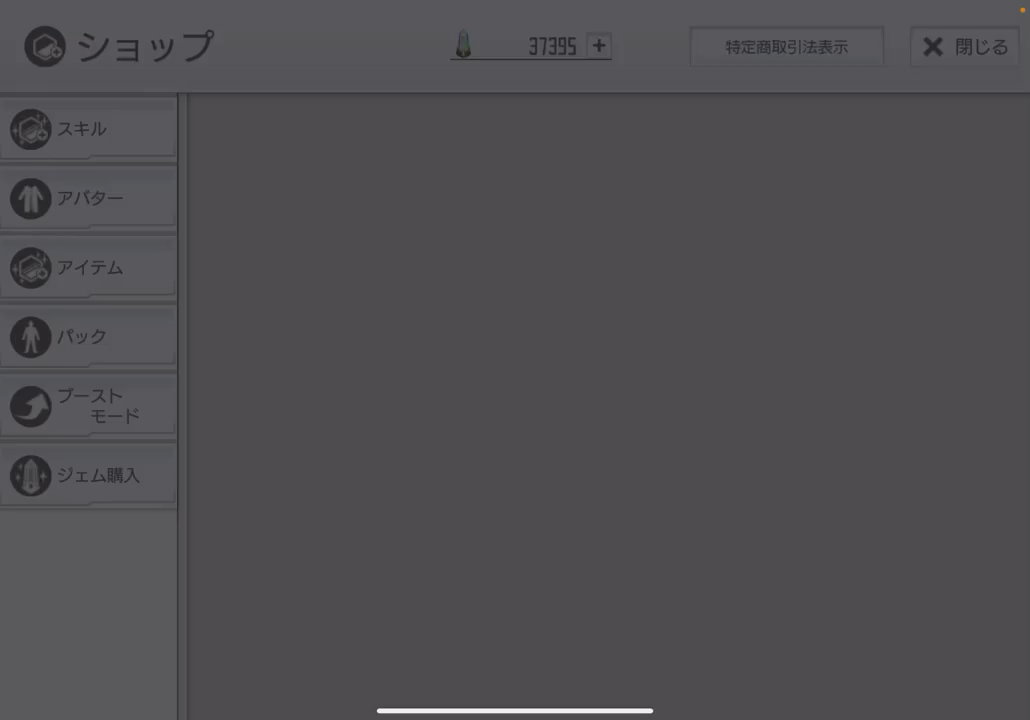 ショップ
37395
特定商取引法表示
閉じる
スキル
アバター
アイテム
パック
ブースト
モード
ジェム購入